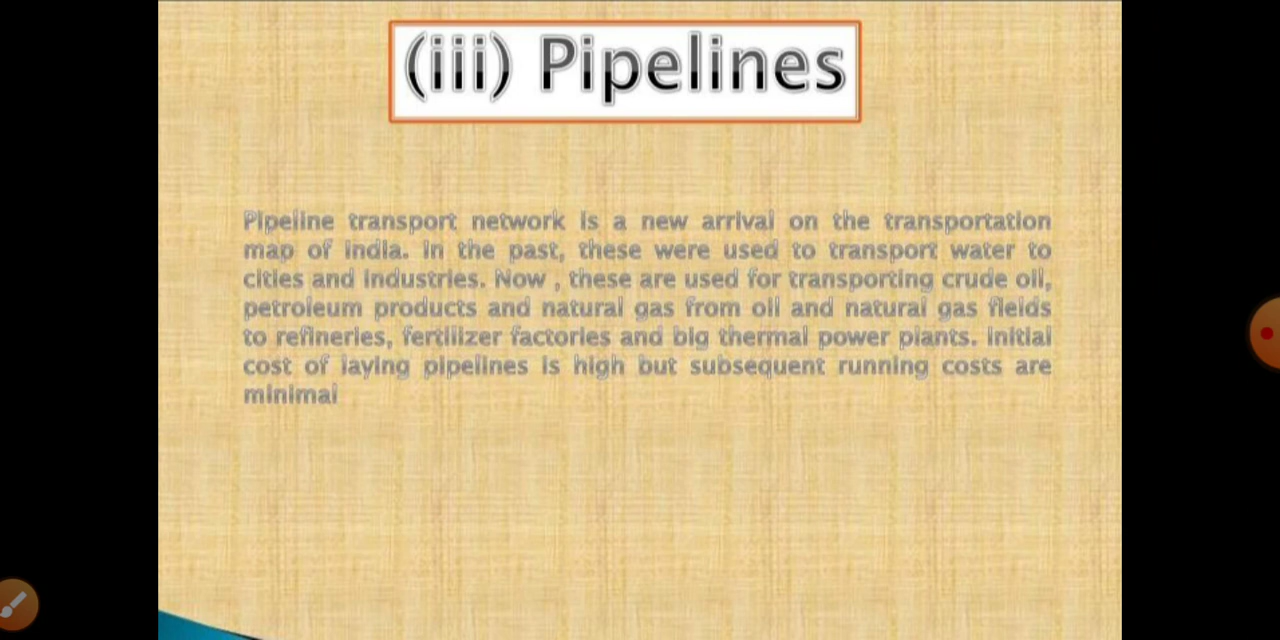 (iii) Pipelines
Pipeline transport network is a new arrival on the transportation
map of India. In the past, these were used to transport water to
cities and industries. Now , these are used for transporting crude oil,
petroleum products and natural gas from oil and natural gas fields
to refineries, fertilizer factories and big thermal power plants. Initial
cost of laying pipelines is high but subsequent running costs are
minimal